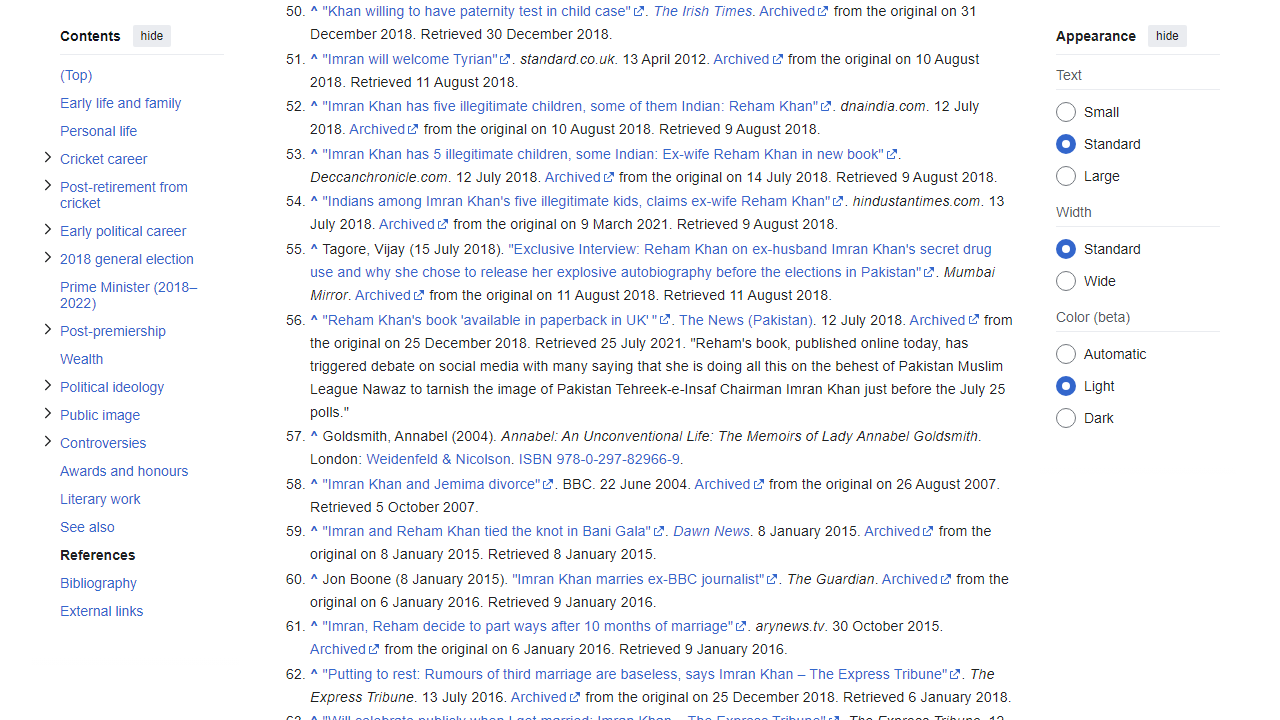 Contents hide
(Top)
Early life and family
Personal life
Cricket career
Post-retirement from
cricket
Early political career
2018 general election
Prime Minister (2018–
2022)
Post-premiership
Wealth
Political ideology
Public image
Controversies
Awards and honours
Literary work
See also
References
Bibliography
External links
50. ^ "Khan willing to have paternity test in child case". The Irish Times. Archived from the original on 31
December 2018. Retrieved 30 December 2018.
51. ^ "Imran will welcome Tyrian". standard.co.uk. 13 April 2012. Archived from the original on 10 August
2018. Retrieved 11 August 2018.
52. ^ "Imran Khan has five illegitimate children, some of them Indian: Reham Khan". dnaindia.com. 12 July
2018. Archived from the original on 10 August 2018. Retrieved 9 August 2018.
53. ^ "Imran Khan has 5 illegitimate children, some Indian: Ex-wife Reham Khan in new book".
Deccanchronicle.com. 12 July 2018. Archived from the original on 14 July 2018. Retrieved 9 August 2018.
54. ^ "Indians among Imran Khan's five illegitimate kids, claims ex-wife Reham Khan". hindustantimes.com. 13
July 2018. Archived from the original on 9 March 2021. Retrieved 9 August 2018.
55. ^ Tagore, Vijay (15 July 2018). "Exclusive Interview: Reham Khan on ex-husband Imran Khan's secret drug
use and why she chose to release her explosive autobiography before the elections in Pakistan". Mumbai
Mirror. Archived from the original on 11 August 2018. Retrieved 11 August 2018.
56. ^ "Reham Khan's book 'available in paperback in UK' ". The News (Pakistan). 12 July 2018. Archived from
the original on 25 December 2018. Retrieved 25 July 2021. "Reham's book, published online today, has
triggered debate on social media with many saying that she is doing all this on the behest of Pakistan Muslim
League Nawaz to tarnish the image of Pakistan Tehreek-e-Insaf Chairman Imran Khan just before the July 25
polls."
57. ^ Goldsmith, Annabel (2004). Annabel: An Unconventional Life: The Memoirs of Lady Annabel Goldsmith.
London: Weidenfeld & Nicolson. ISBN 978-0-297-82966-9.
58. ^ "Imran Khan and Jemima divorce". BBC. 22 June 2004. Archived from the original on 26 August 2007.
Retrieved 5 October 2007.
59. ^ "Imran and Reham Khan tied the knot in Bani Gala". Dawn News. 8 January 2015. Archived from the
original on 8 January 2015. Retrieved 8 January 2015.
60. ^ Jon Boone (8 January 2015). "Imran Khan marries ex-BBC journalist". The Guardian. Archived from the
original on 6 January 2016. Retrieved 9 January 2016.
61. ^ "Imran, Reham decide to part ways after 10 months of marriage". arynews.tv. 30 October 2015.
Archived from the original on 6 January 2016. Retrieved 9 January 2016.
62. ^ "Putting to rest: Rumours of third marriage are baseless, says Imran Khan – The Express Tribune". The
Express Tribune. 13 July 2016. Archived from the original on 25 December 2018. Retrieved 6 January 2018.
63. ^ "Will celebrate publicly when I get married: Imran Khan – The Express Tribune". The Express Tribune. 12
Appearance hide
Text
Small
Standard
Large
Width
Standard
Wide
Color (beta)
Automatic
Light
Dark